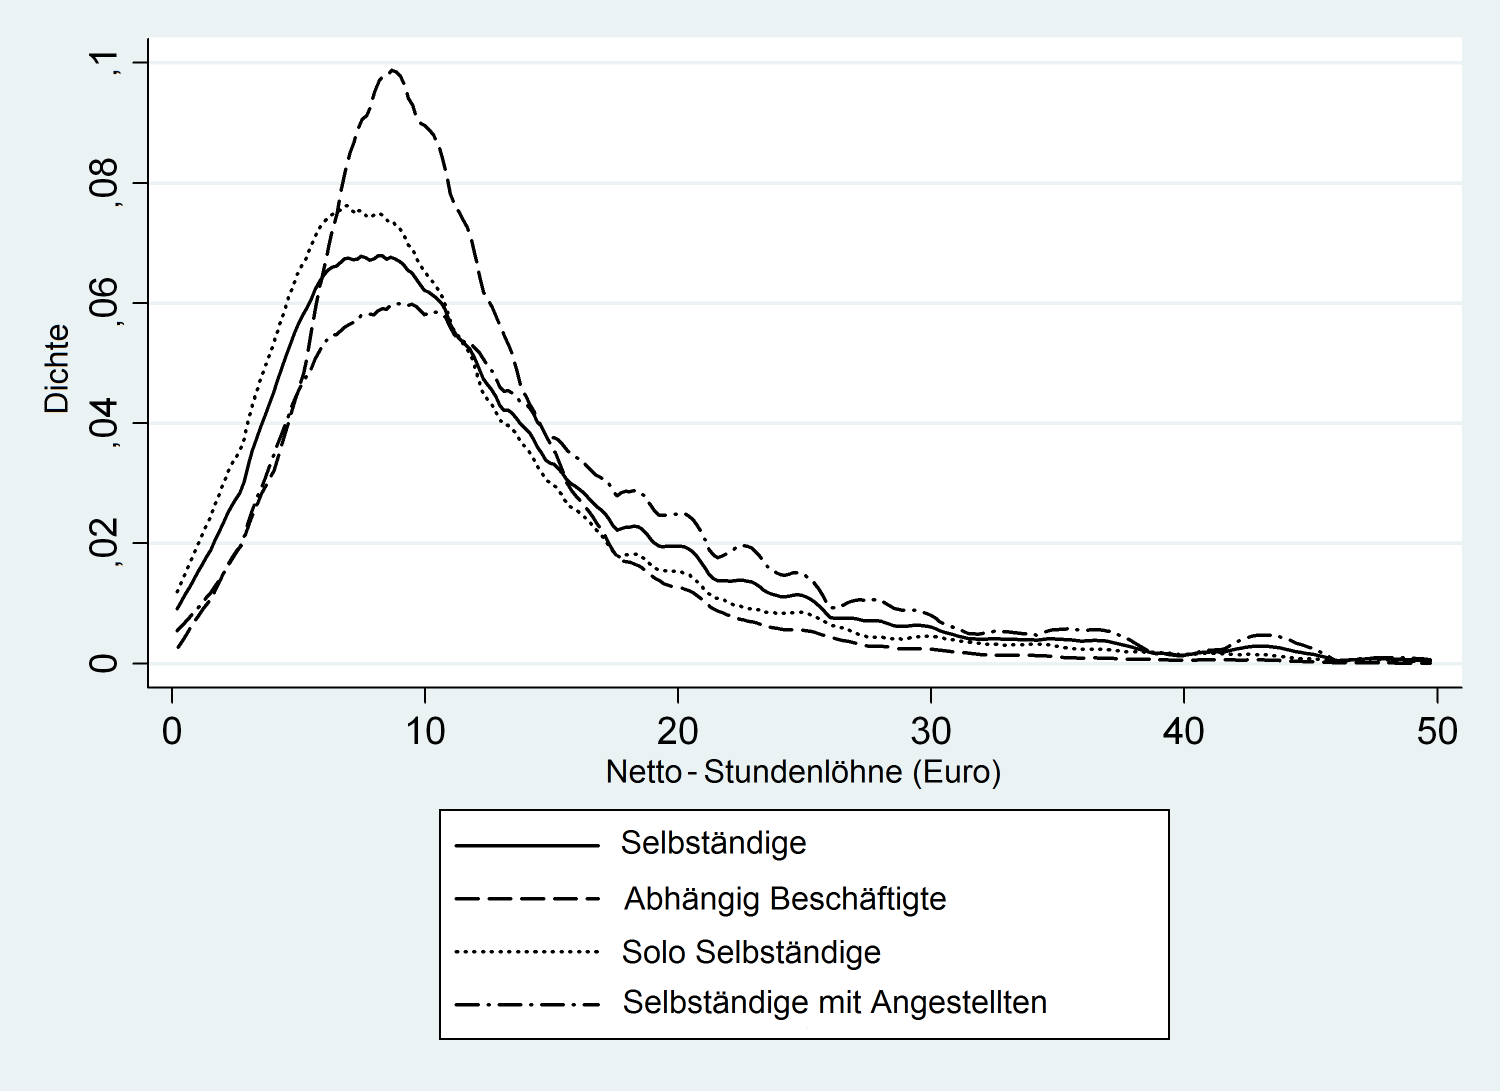 Dichte
,1
,08
,06
,04
,02
0
0 10 20 30 40 50
Netto-Stundenlöhne (Euro)
Selbständige
Abhängig Beschäftigte
Solo Selbständige
Selbständige mit Angestellten